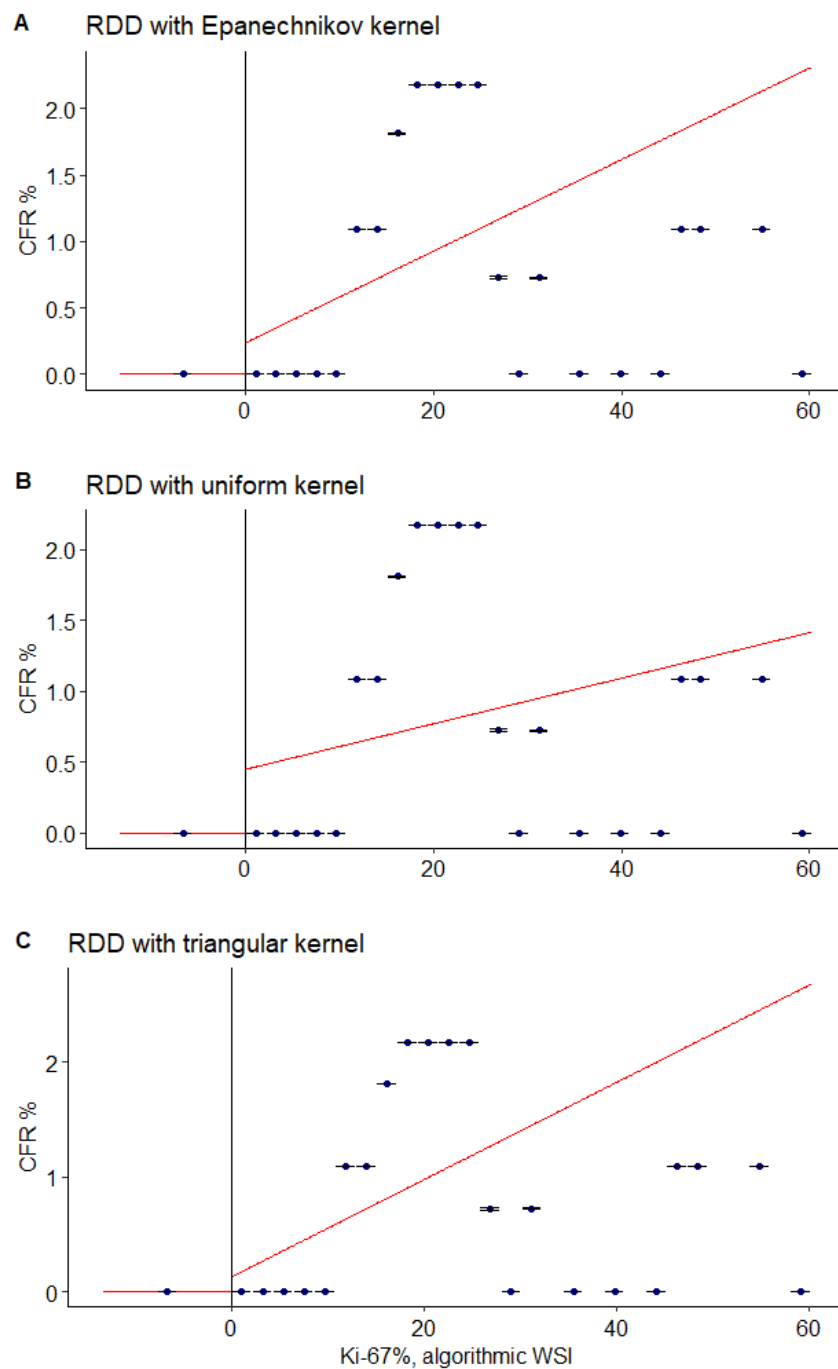 A
RDD with Epanechnikov kernel
CFR %
2.0
1.5
1.0
0.5
0.0
0 20 40 60
B
RDD with uniform kernel
CFR %
2.0
1.5
1.0
0.5
0.0
0 20 40 60
C
RDD with triangular kernel
CFR %
2
1
0
0 20 40 60
Ki-67%, algorithmic WSI